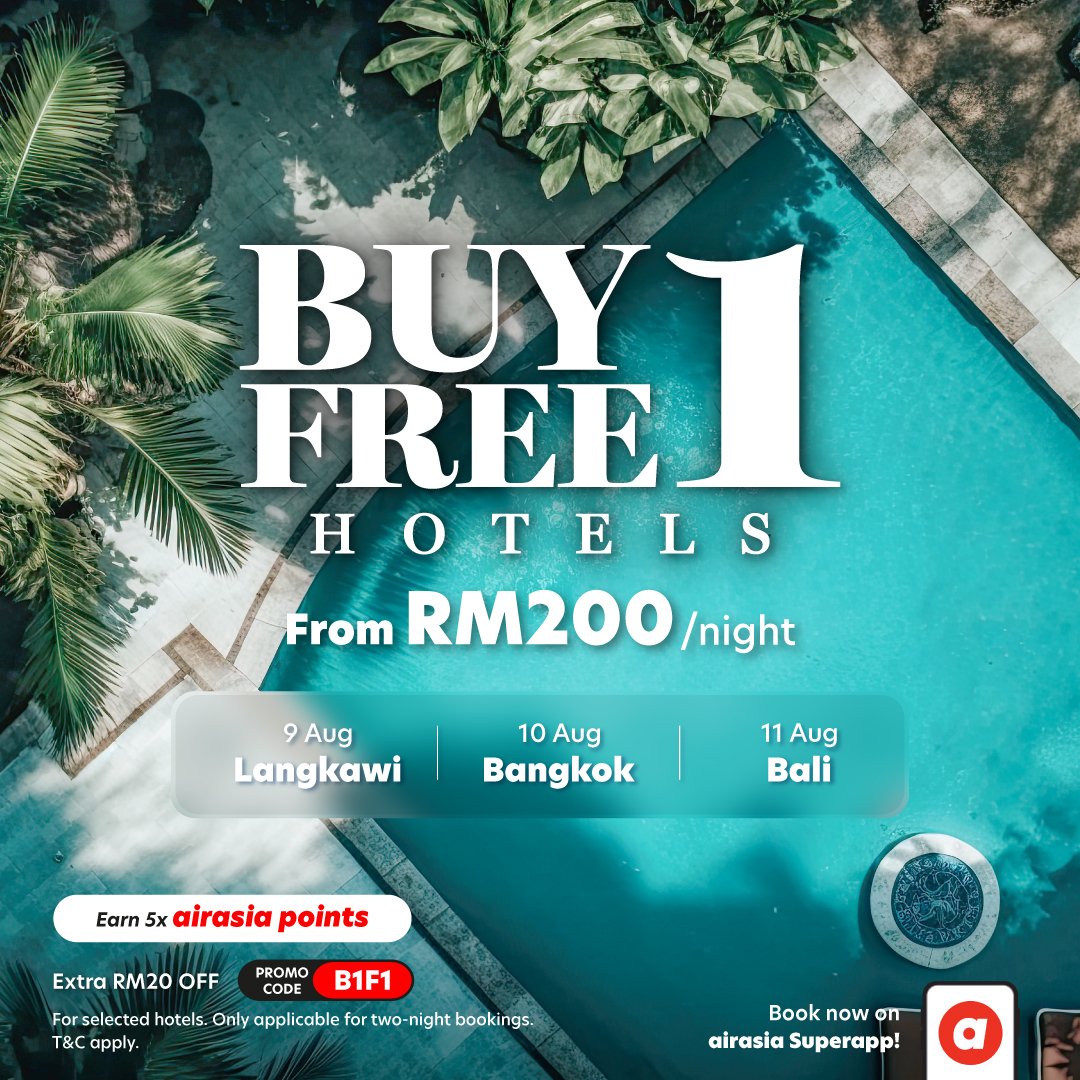 BUY 1
FREE
HOTELS
From RM200 /night
9 Aug
Langkawi
10 Aug
Bangkok
11 Aug
Bali
Earn 5x airasia points
Extra RM20 OFF
PROMO
CODE
B1F1
For selected hotels. Only applicable for two-night bookings.
T&C apply.
Book now on
airasia Superapp!
a